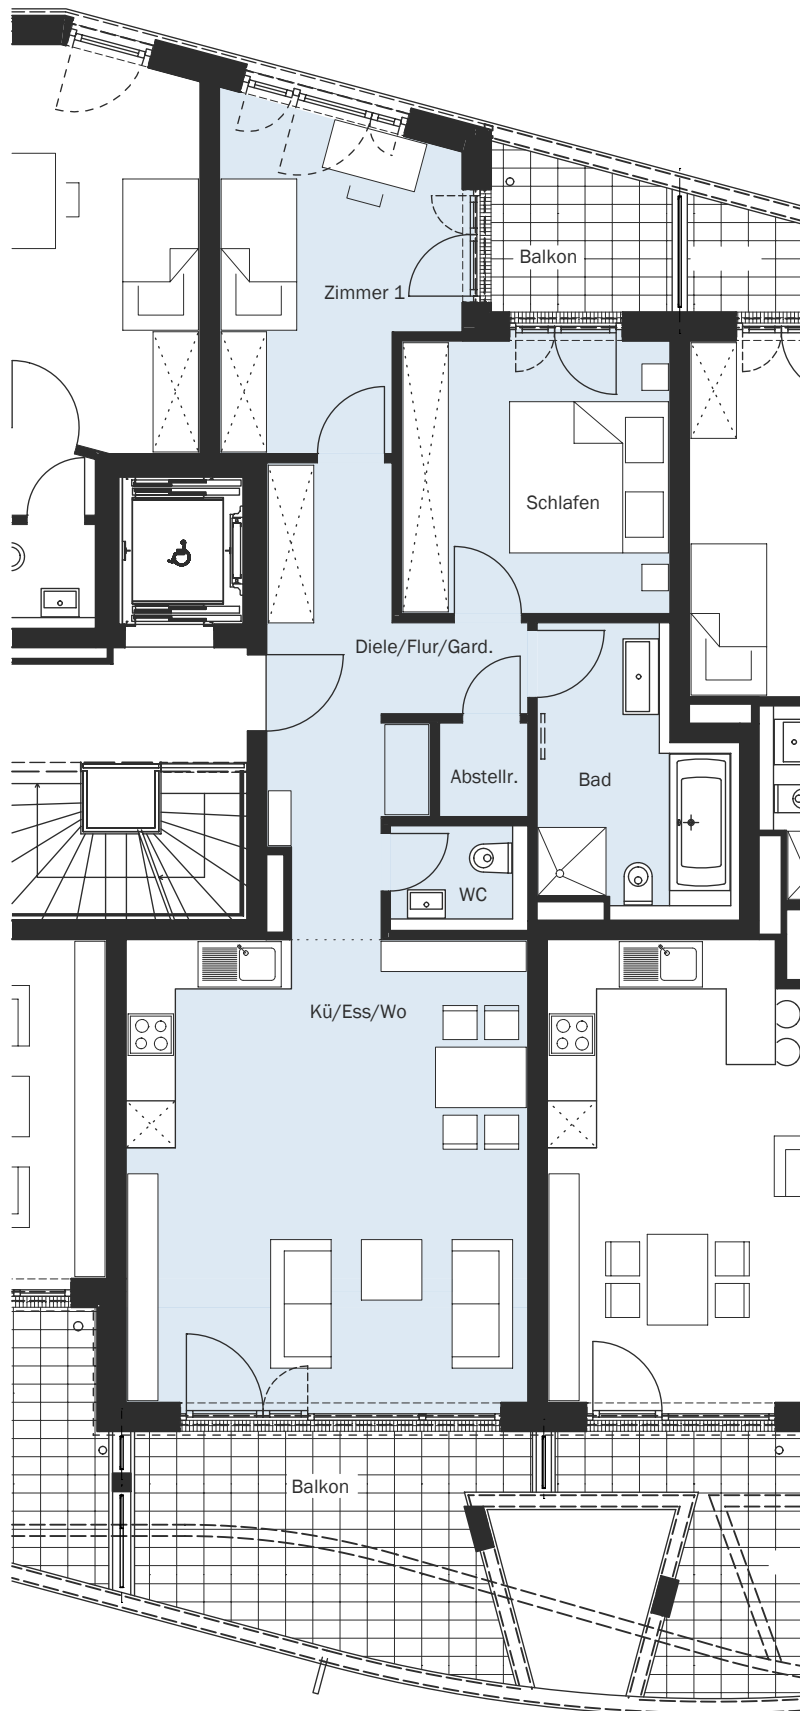 Balkon
Zimmer 1
Schlafen
Diele/Flur/Gard.
Abstellr.
Bad
WC
Kü/Ess/Wo
Balkon